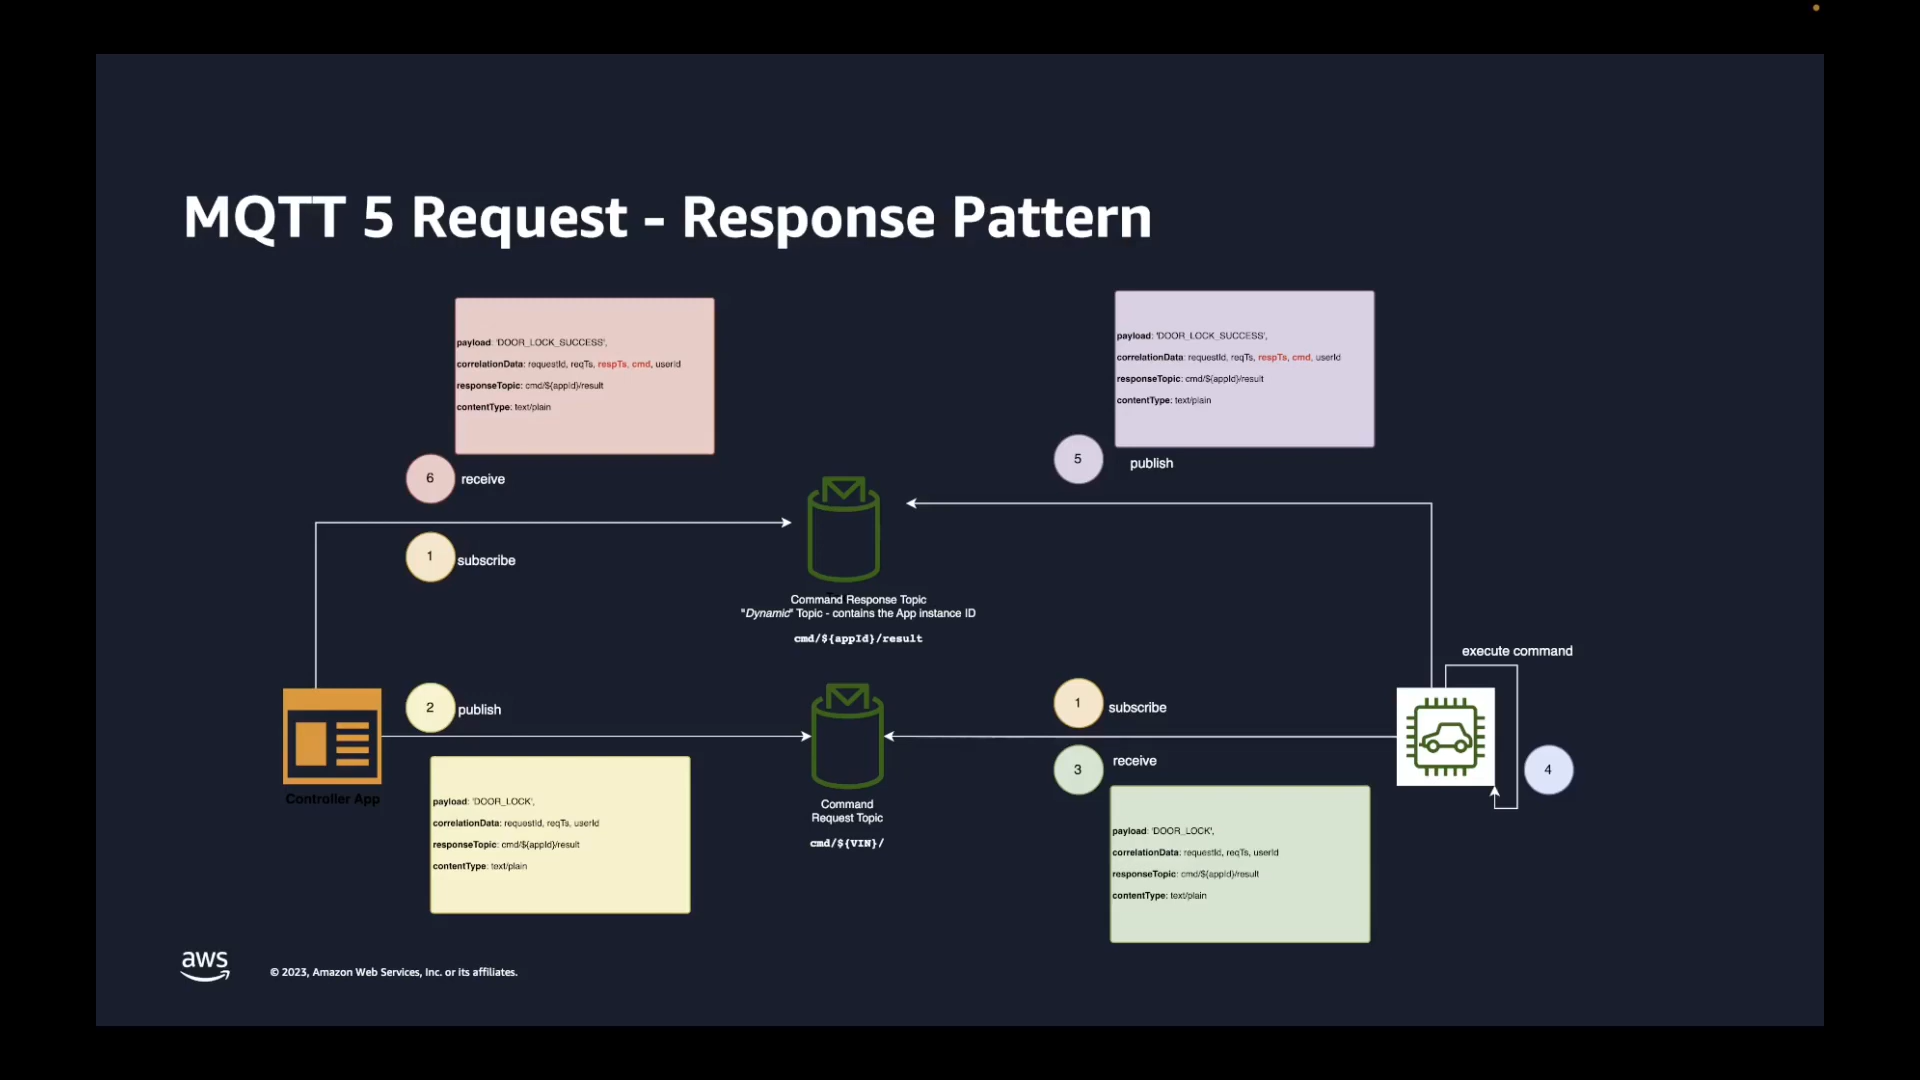 MQTT 5 Request - Response Pattern
payload: 'DOOR_LOCK_SUCCESS',
correlationData: requestId, reqTs, respTs, cmd, userId
responseTopic: cmd/${appId}/result
contentType: text/plain
6
receive
1
subscribe
payload: 'DOOR_LOCK_SUCCESS',
correlationData: requestId, reqTs, respTs, cmd, userId
responseTopic: cmd/${appId}/result
contentType: text/plain
5
publish
Command Response Topic
"Dynamic" Topic - contains the App instance ID
cmd/${appId}/result
execute command
Controller App
2
publish
payload: 'DOOR_LOCK',
correlationData: requestId, reqTs, userId
responseTopic: cmd/${appId}/result
contentType: text/plain
Command
Request Topic
cmd/${VIN}/
1
subscribe
3
receive
4
payload: 'DOOR_LOCK',
correlationData: requestId, reqTs, userId
responseTopic: cmd/${appId}/result
contentType: text/plain
aws
© 2023, Amazon Web Services, Inc. or its affiliates.